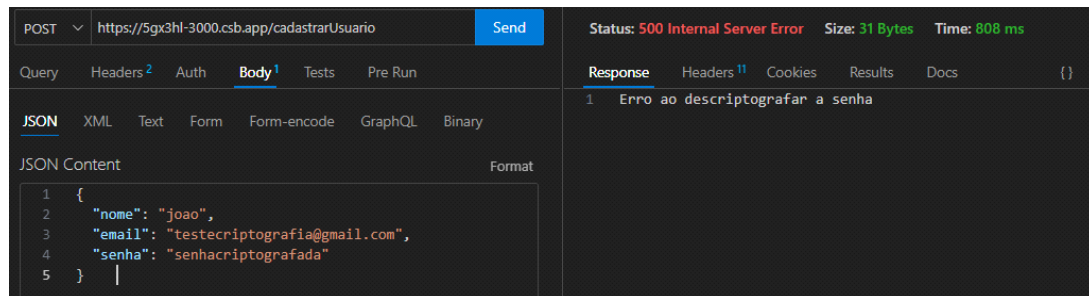 POST https://5gx3hl-3000.csb.app/cadastrarUsuario Send
Query Headers 2 Auth Body 1 Tests Pre Run
JSON XML Text Form Form-encode GraphQL Binary
JSON Content Format
1 {
2 "nome": "joao",
3 "email": "testecriptografia@gmail.com",
4 "senha": "senhacriptografada"
5 }
Status: 500 Internal Server Error Size: 31 Bytes Time: 808 ms
Response Headers 11 Cookies Results Docs {}
1 Erro ao descriptografar a senha